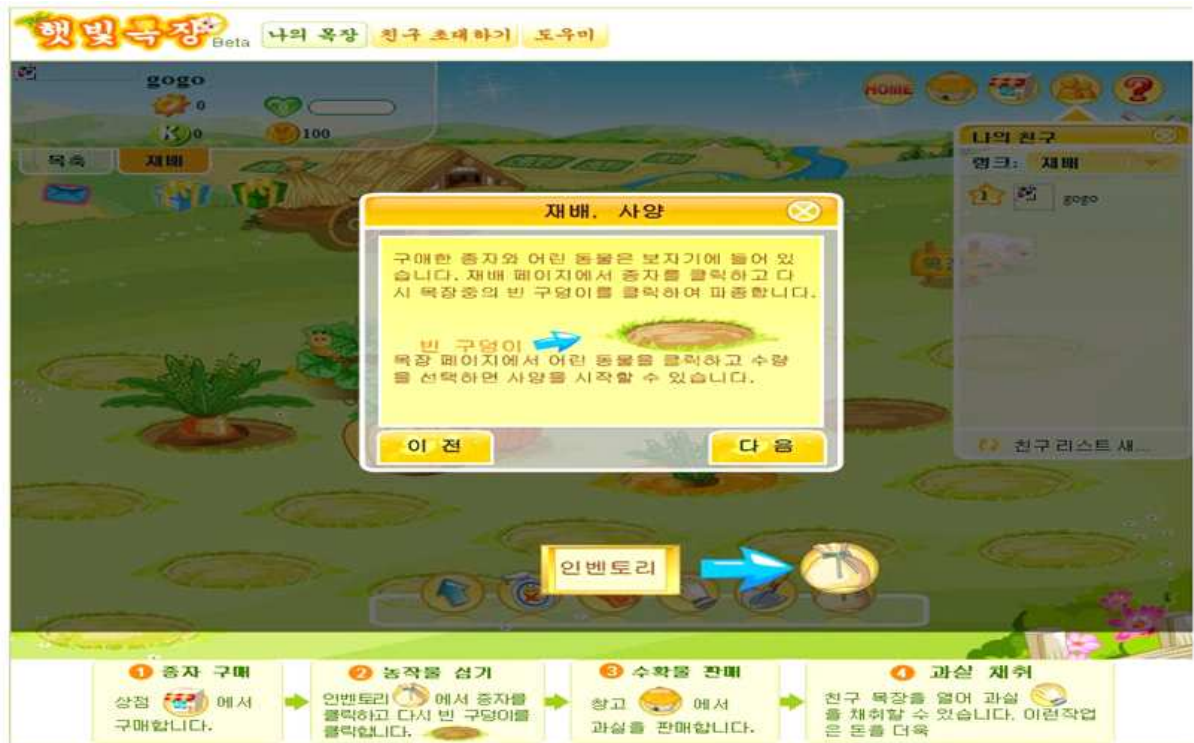 햇빛목장 Beta 나의 목장 친구 초대하기 도우미
gogo
0
0 100
목축 재배
HOME ?
나의 친구
랭크: 재배
1 gogo
재배, 사양
구매한 종자와 어린 동물은 보자기에 들어 있
습니다. 재배 페이지에서 종자를 클릭하고 다
시 목장중의 빈 구덩이를 클릭하여 파종합니다.
빈 구덩이
목장 페이지에서 어린 동물을 클릭하고 수량
을 선택하면 사양을 시작할 수 있습니다.
이 전 다 음
친구 리스트 새...
인벤토리
1 종자 구매
상점 에서
구매합니다.
2 농작물 심기
인벤토리 에서 종자를
클릭하고 다시 빈 구덩이를
클릭합니다.
3 수확물 판매
창고 에서
과실을 판매합니다.
4 과실 채취
친구 목장을 열어 과실
을 채취할 수 있습니다. 이런작업
은 돈을 더욱